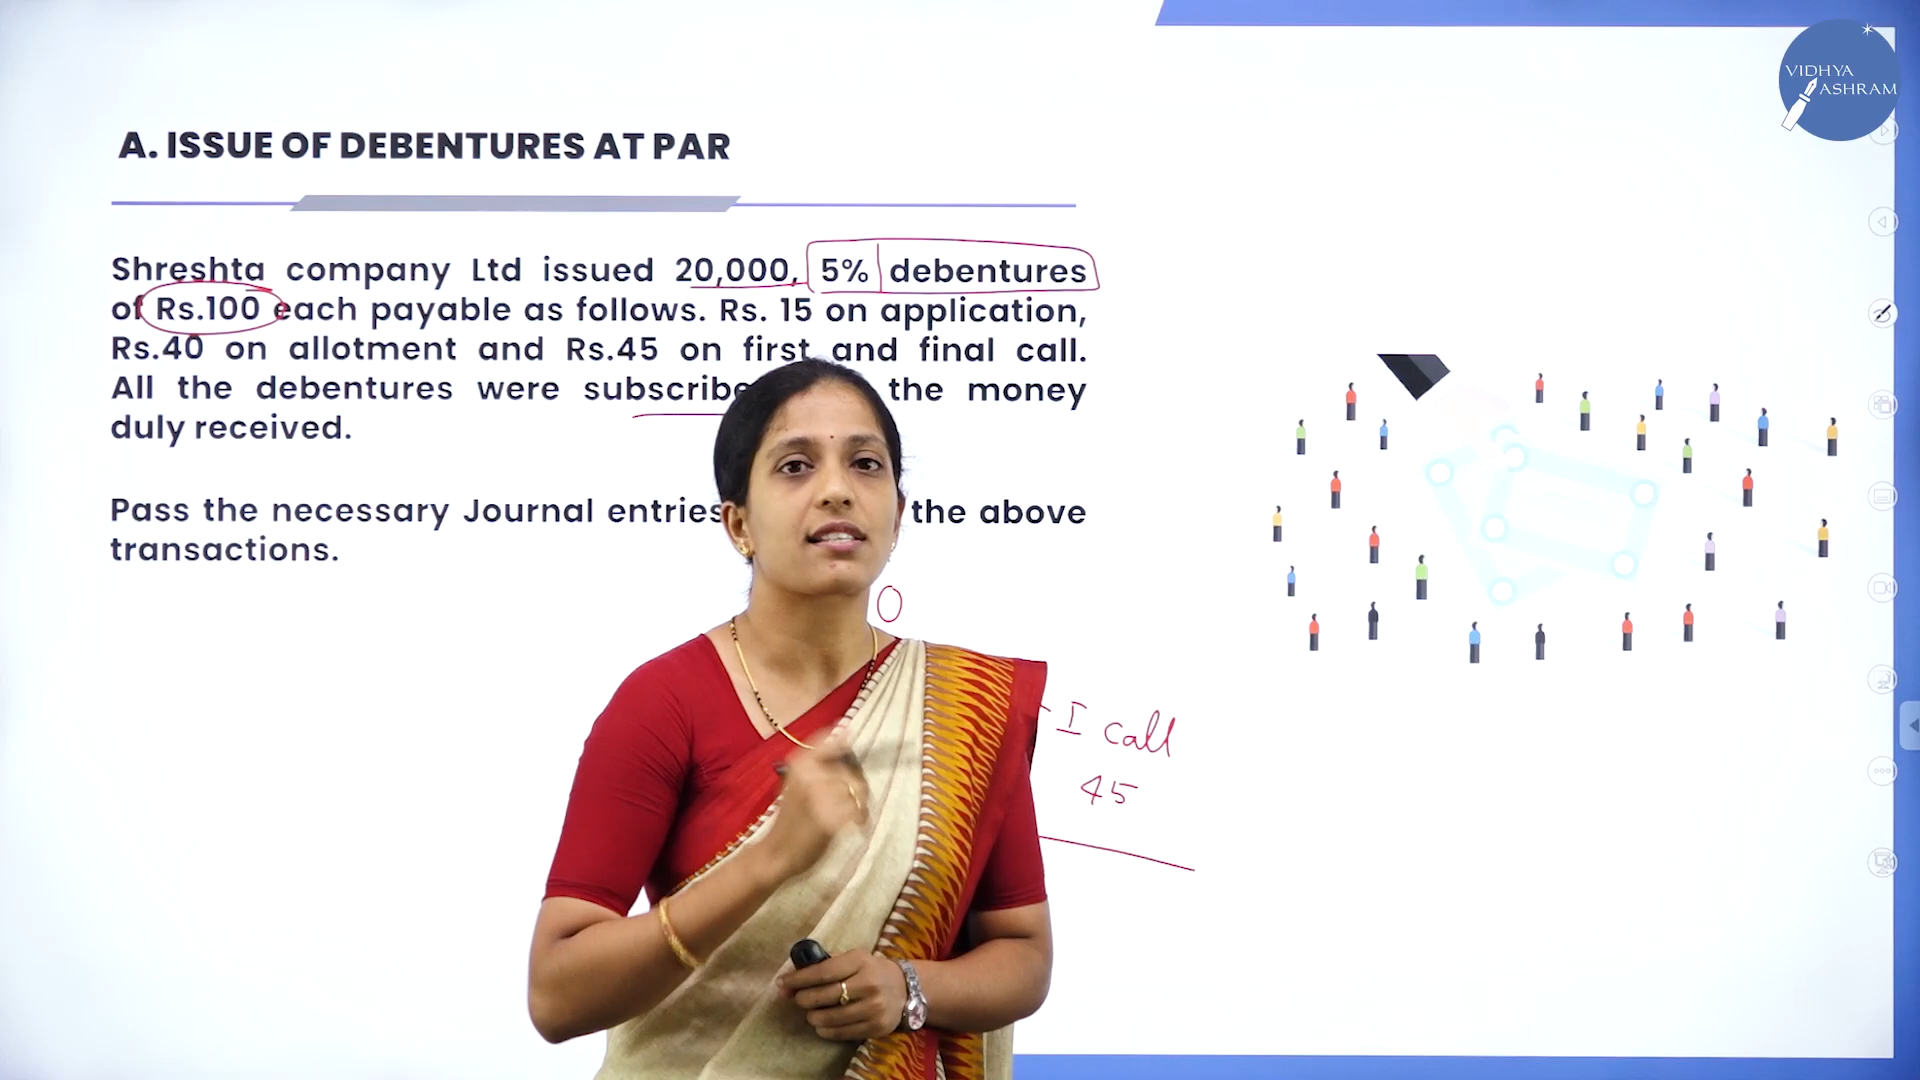 VIDHYA
ASHRAM
A. ISSUE OF DEBENTURES AT PAR
Shreshta company Ltd issued 20,000, 5% debentures
of Rs.100 each payable as follows. Rs. 15 on application,
Rs.40 on allotment and Rs.45 on first and final call.
All the debentures were the money
duly received.
Pass the necessary Journal entries the above
transactions.
0
I call
45